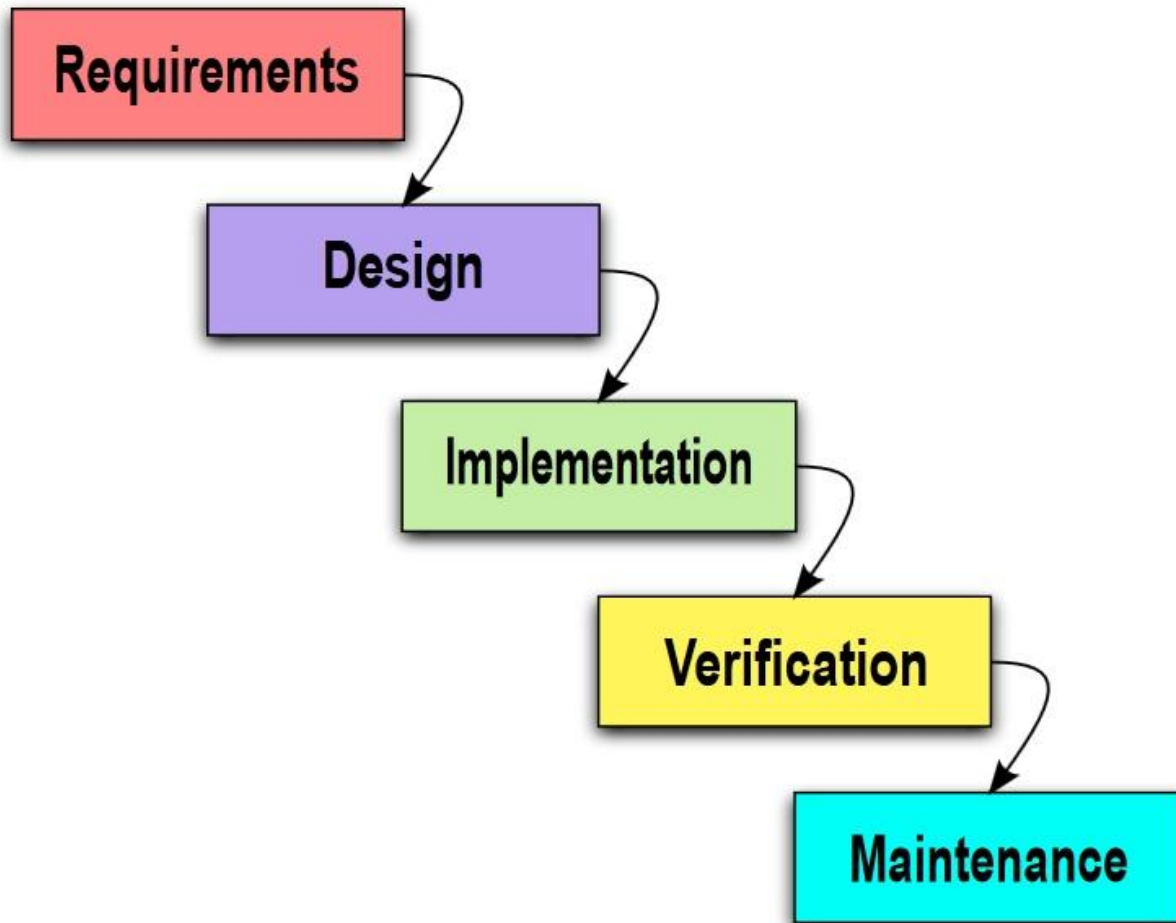 Requirements
Design
Implementation
Verification
Maintenance